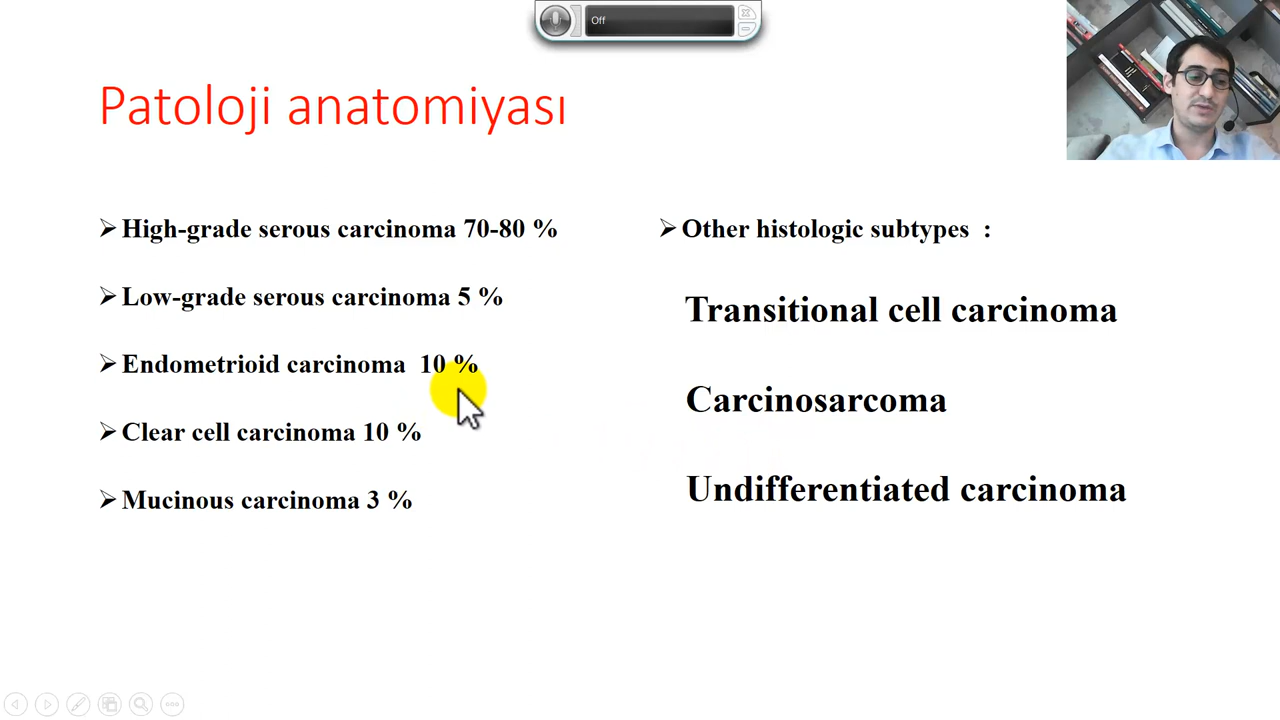 Off
Patoloji anatomiyası
High-grade serous carcinoma 70-80 %
Low-grade serous carcinoma 5 %
Endometrioid carcinoma 10 %
Clear cell carcinoma 10 %
Mucinous carcinoma 3 %
Other histologic subtypes :
Transitional cell carcinoma
Carcinosarcoma
Undifferentiated carcinoma